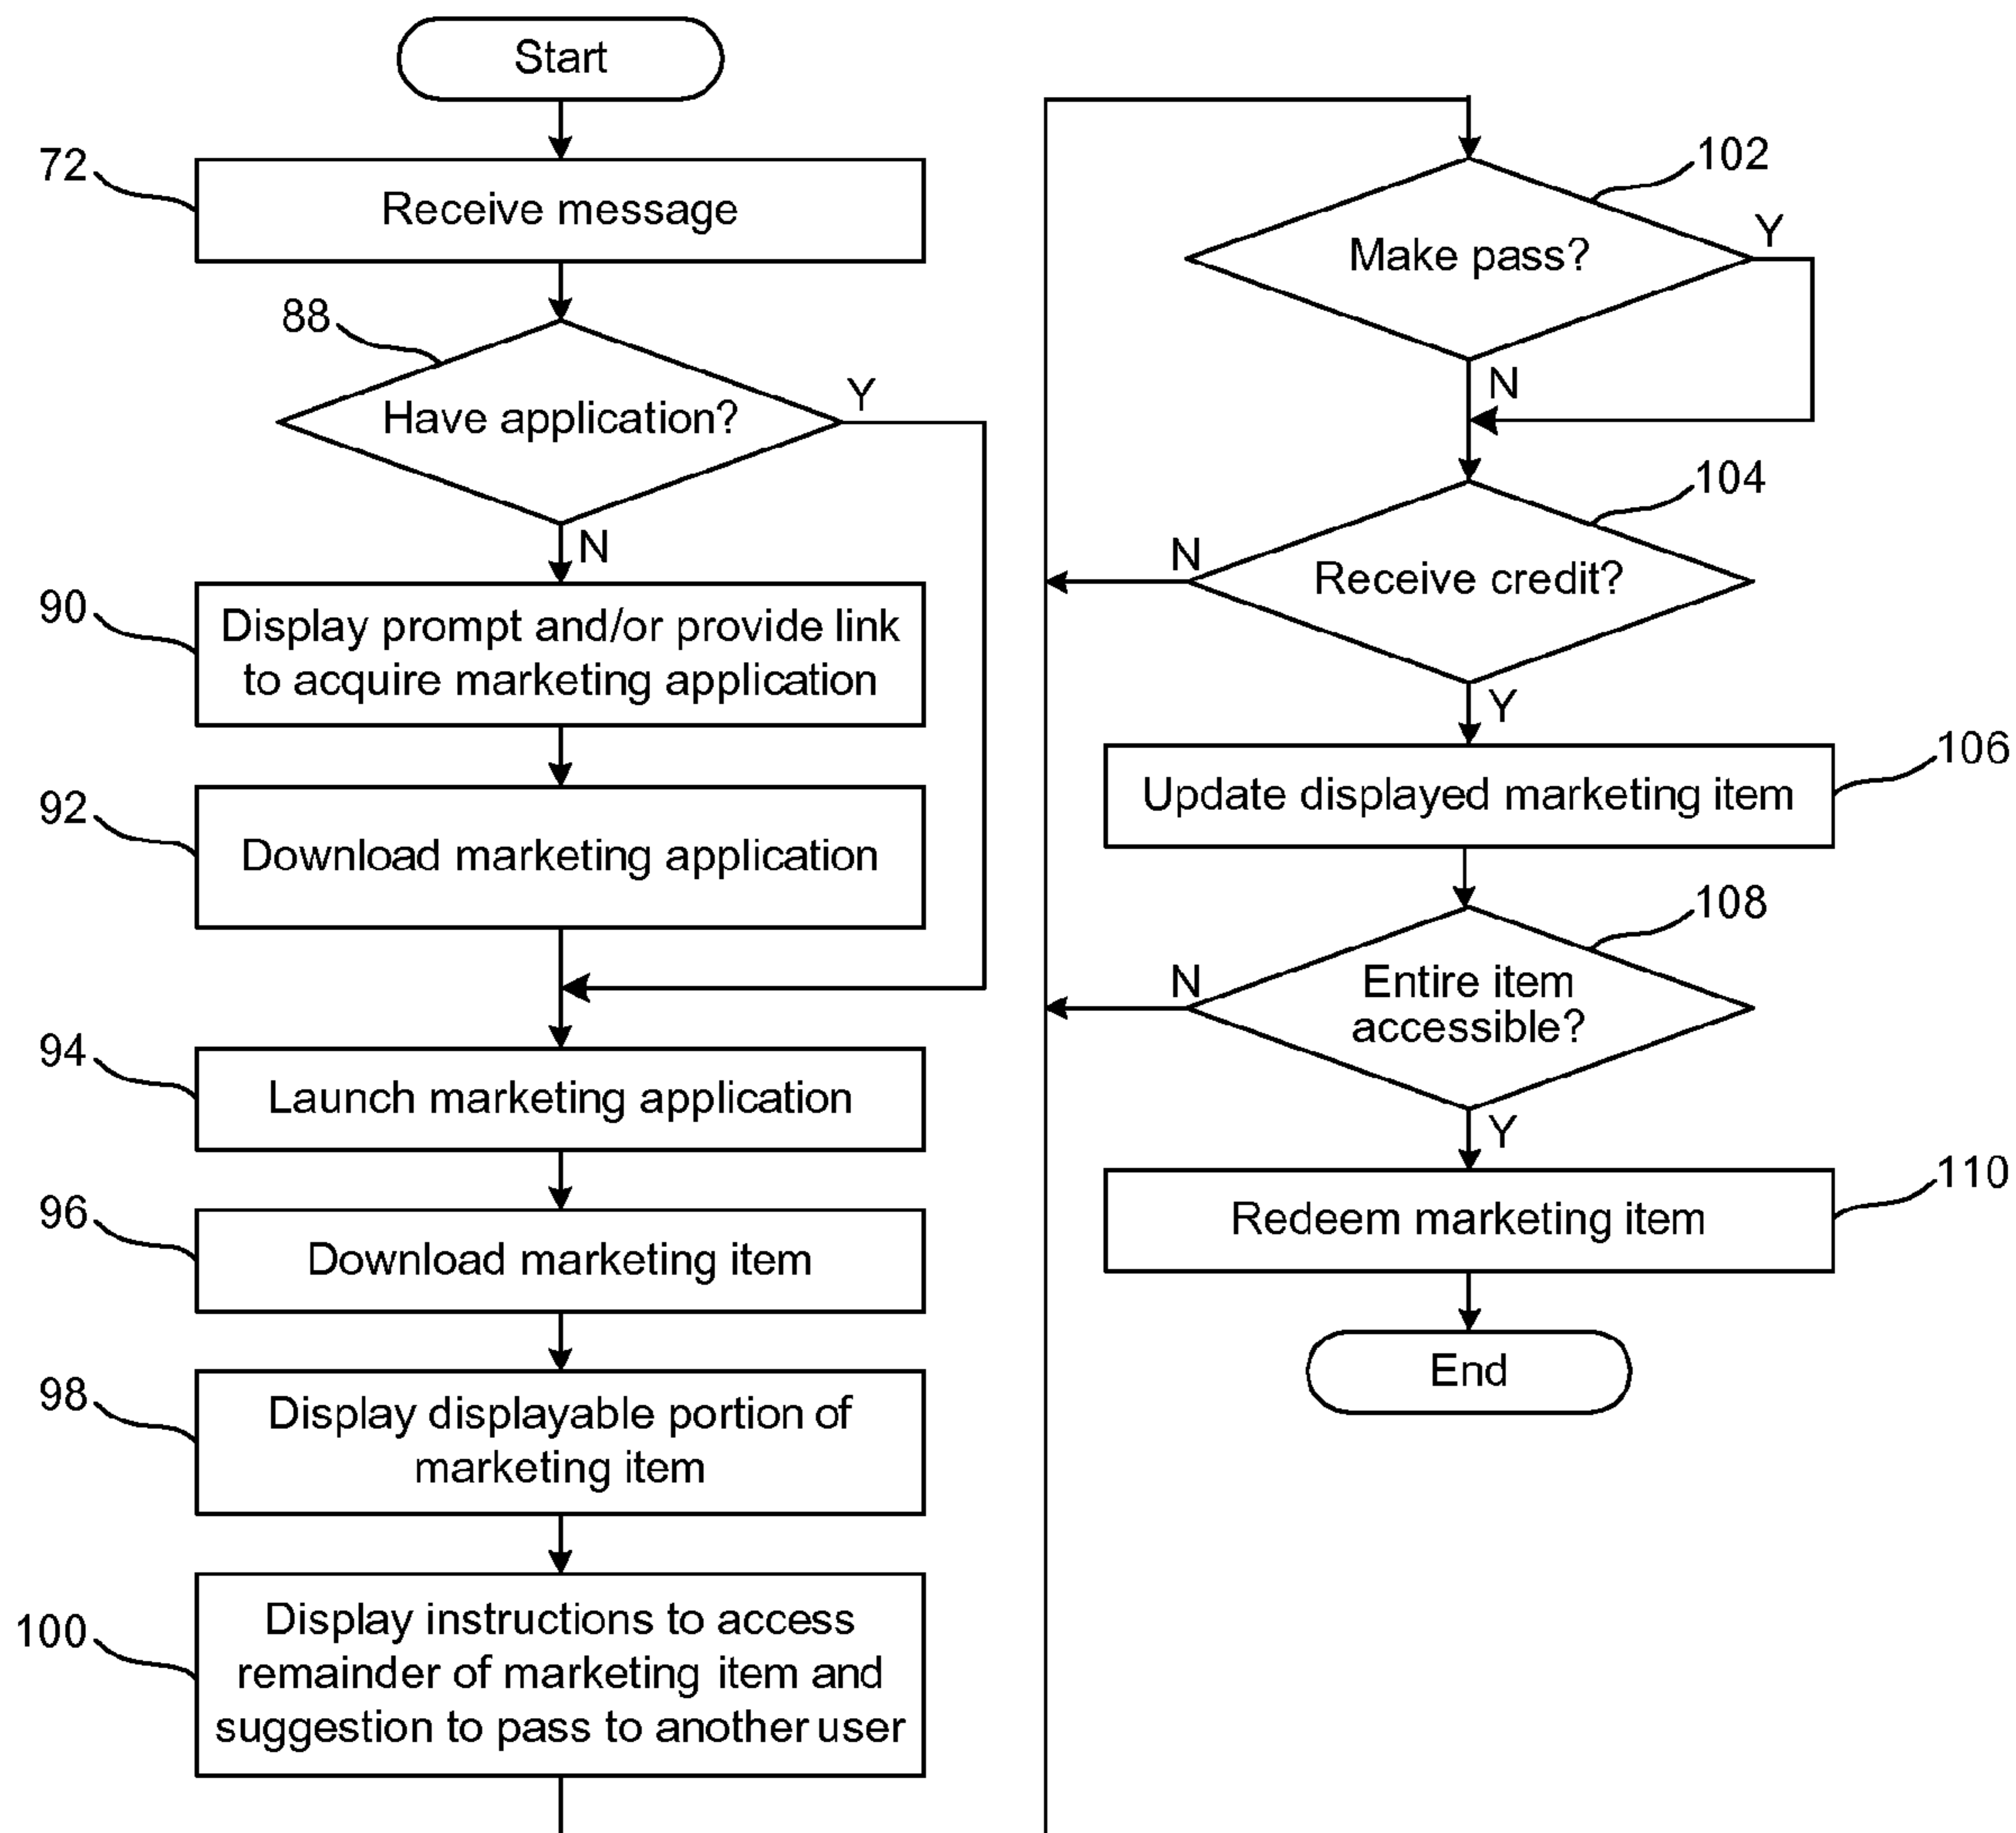 Start
72
Receive message
88
Have application?
Y
N
90
Display prompt and/or provide link
to acquire marketing application
92
Download marketing application
94
Launch marketing application
96
Download marketing item
98
Display displayable portion of
marketing item
100
Display instructions to access
remainder of marketing item and
suggestion to pass to another user
102
Make pass?
Y
N
104
Receive credit?
N
Y
106
Update displayed marketing item
108
Entire item
accessible?
N
Y
110
Redeem marketing item
End